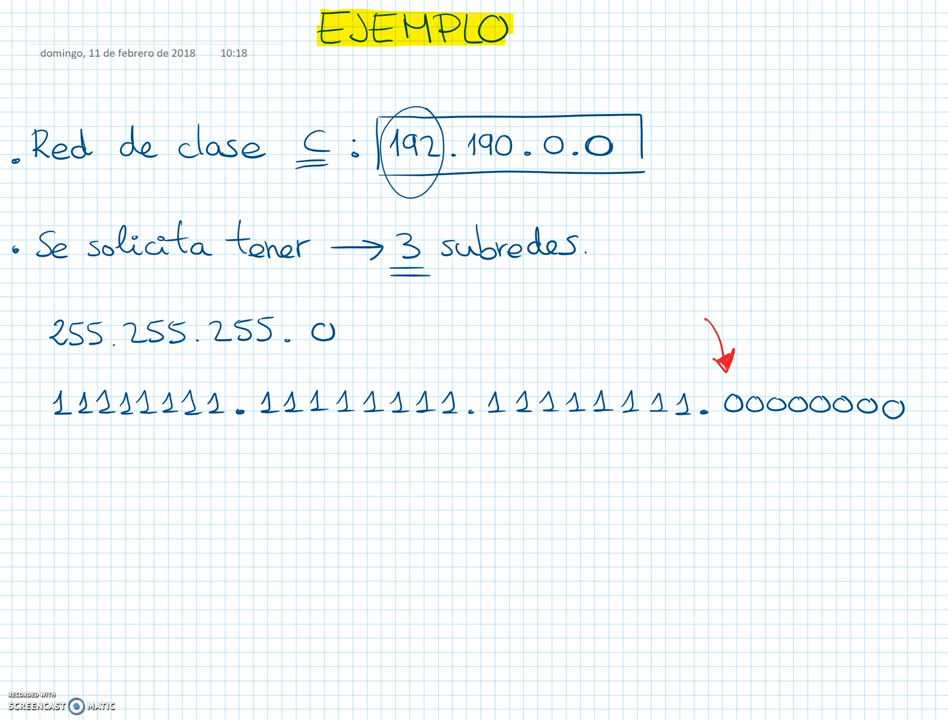 EJEMPLO
domingo, 11 de febrero de 2018 10:18
. Red de clase C : 192.190.0.0
. Se solicita tener → 3 subredes.
255.255.255.0
11111111.11111111.11111111.00000000
RECORDED WITH
SCREENCAST MATIC